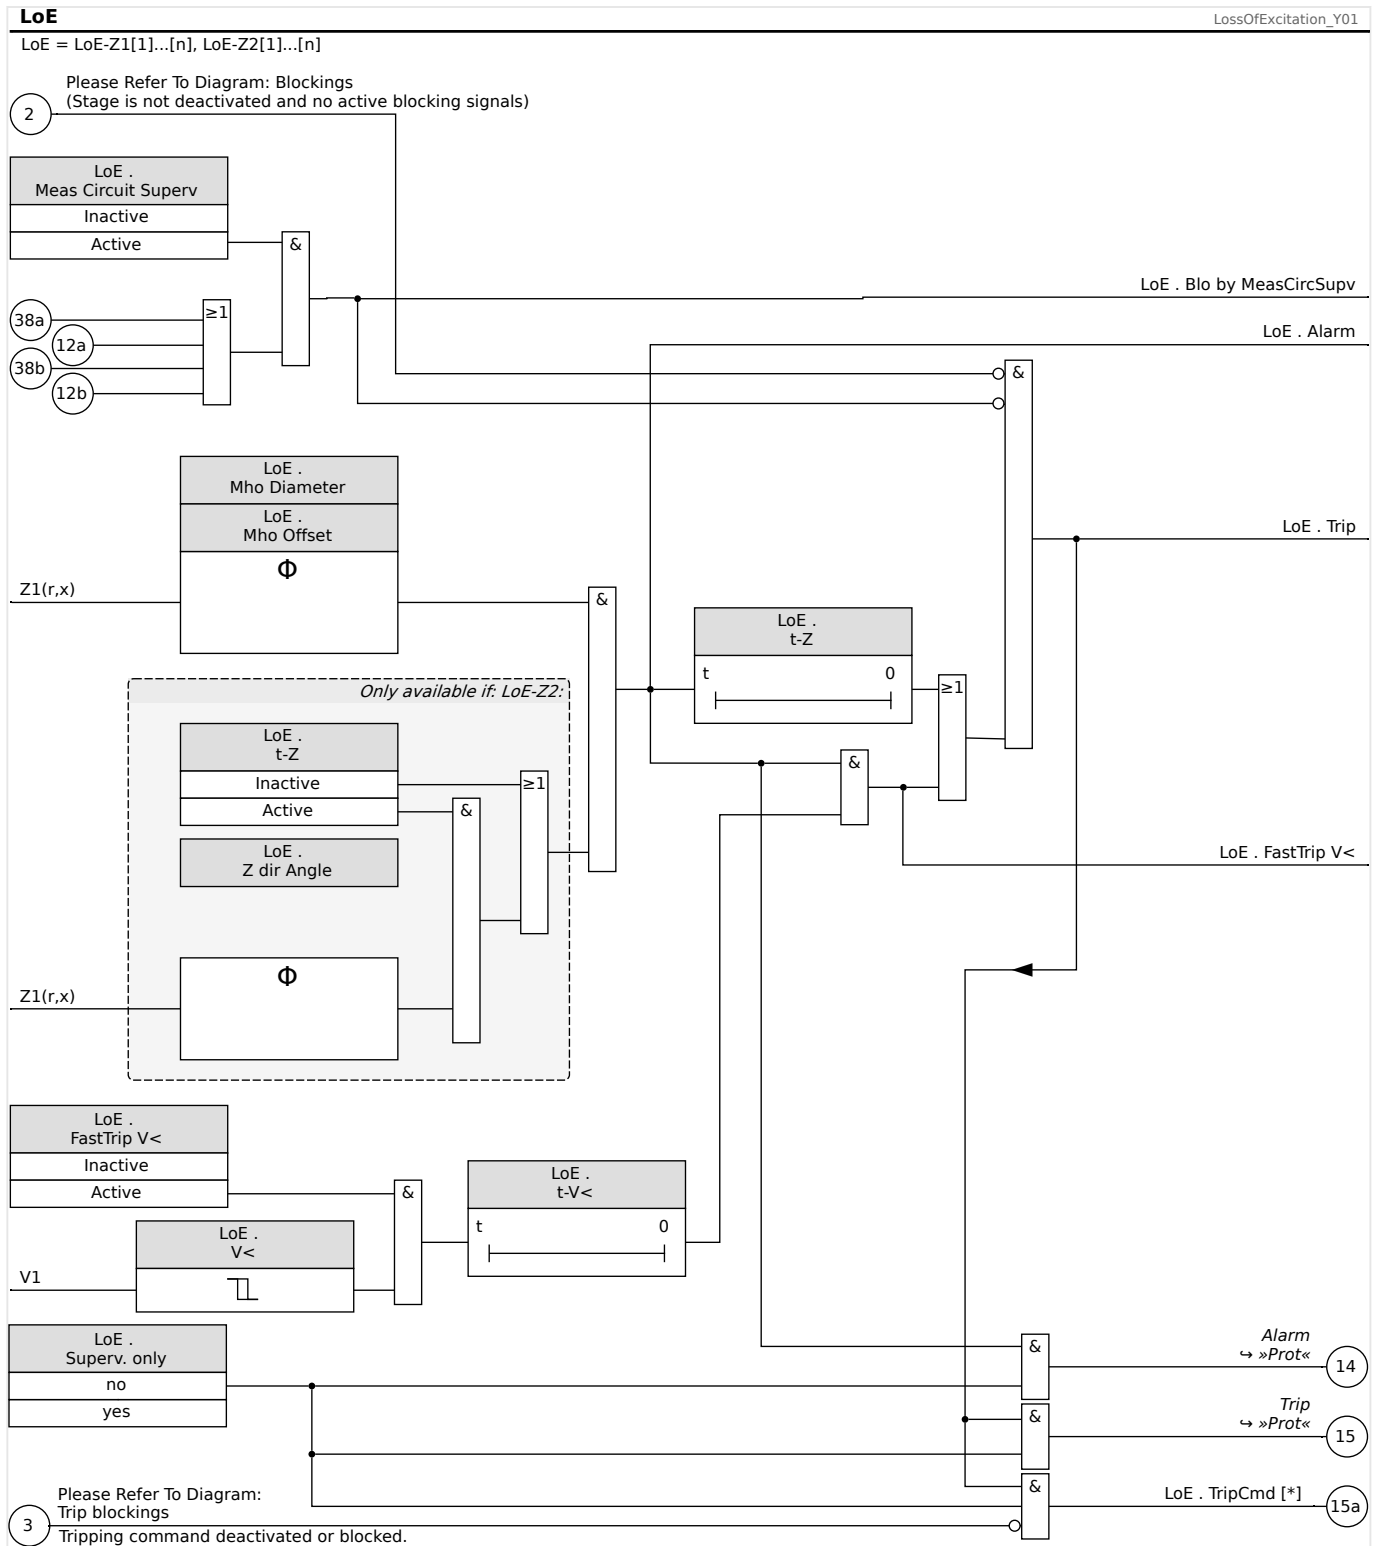 LoE
LossOfExcitation_Y01
LoE = LoE-Z1[1]...[n], LoE-Z2[1]...[n]
Please Refer To Diagram: Blockings
(Stage is not deactivated and no active blocking signals)
2
LoE .
Meas Circuit Superv
Inactive
Active
&
LoE . Blo by MeasCircSupv
38a
≥1
12a
38b
12b
LoE . Alarm
&
LoE .
Mho Diameter
LoE .
Mho Offset
Φ
LoE . Trip
Z1(r,x)
&
LoE .
t-Z
t 0
≥1
Only available if: LoE-Z2:
LoE .
t-Z
Inactive
Active
≥1
&
&
LoE .
Z dir Angle
LoE . FastTrip V<
Φ
Z1(r,x)
LoE .
FastTrip V<
Inactive
Active
&
LoE .
t-V<
t 0
LoE .
V<
V1
LoE .
Superv. only
no
yes
&
Alarm
↪ »Prot«
14
&
Trip
↪ »Prot«
15
&
LoE . TripCmd [*]
15a
Please Refer To Diagram:
Trip blockings
3
Tripping command deactivated or blocked.